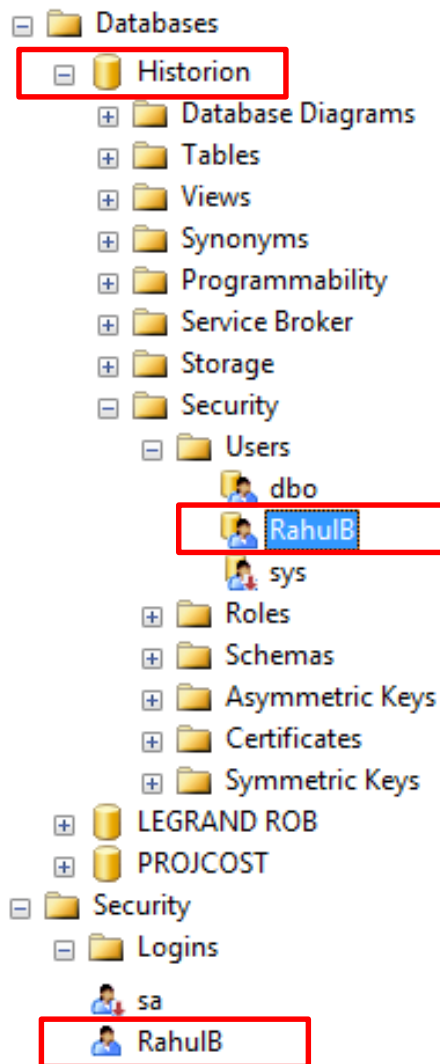 Databases
Historion
Database Diagrams
Tables
Views
Synonyms
Programmability
Service Broker
Storage
Security
Users
dbo
RahulB
sys
Roles
Schemas
Asymmetric Keys
Certificates
Symmetric Keys
LEGRAND ROB
PROJCOST
Security
Logins
sa
RahulB